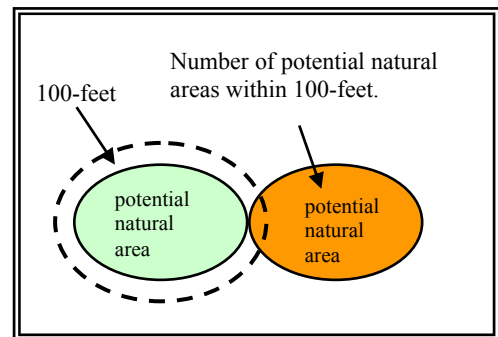 Number of potential natural
areas within 100-feet.
100-feet
potential
natural
area
potential
natural
area